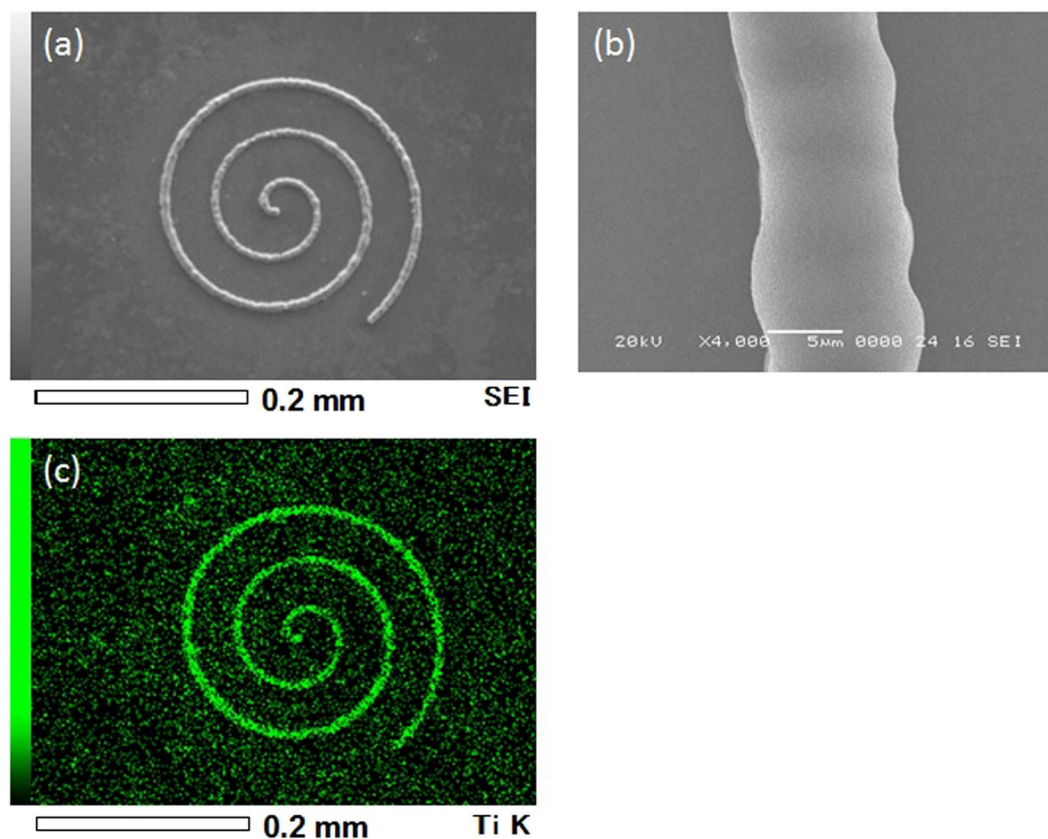 (a)
(b)
20kV X4,000 5μm 0000 24 16 SEI
0.2 mm SEI
(c)
0.2 mm Ti K